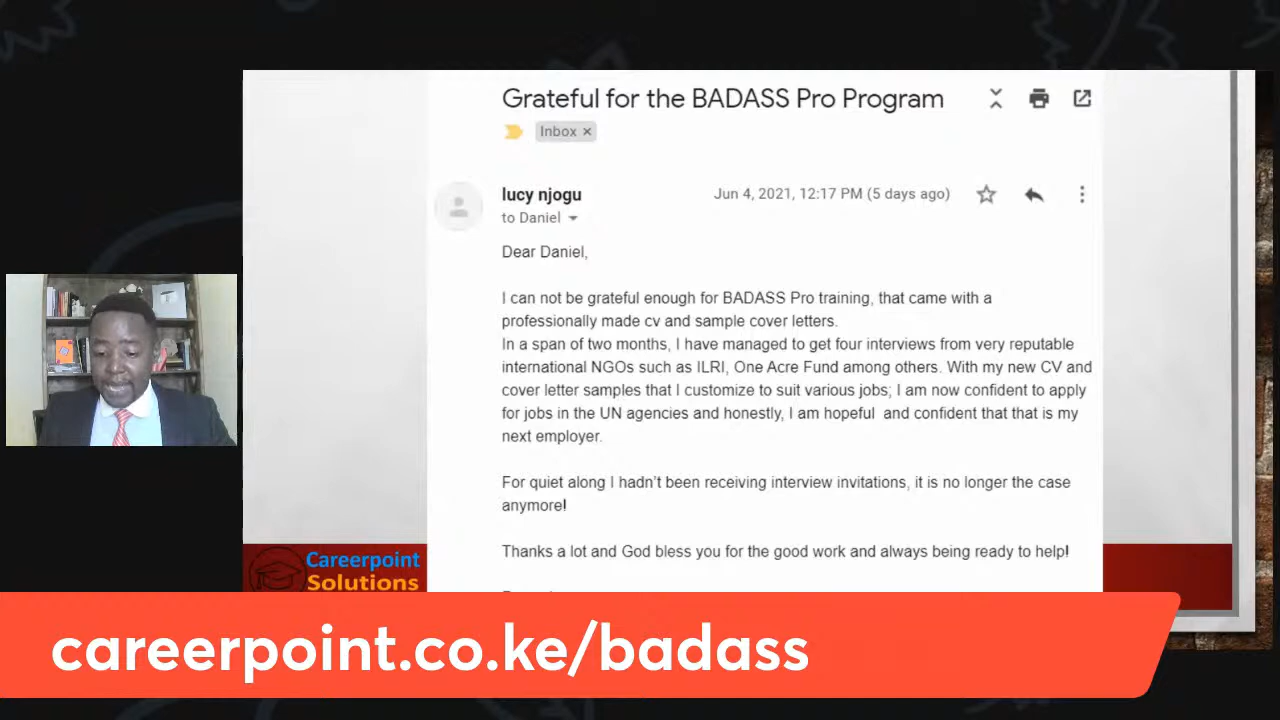 Grateful for the BADASS Pro Program
Inbox ×
lucy njogu
Jun 4, 2021, 12:17 PM (5 days ago)
to Daniel
Dear Daniel,
I can not be grateful enough for BADASS Pro training, that came with a
professionally made cv and sample cover letters.
In a span of two months, I have managed to get four interviews from very reputable
international NGOs such as ILRI, One Acre Fund among others. With my new CV and
cover letter samples that I customize to suit various jobs; I am now confident to apply
for jobs in the UN agencies and honestly, I am hopeful and confident that that is my
next employer.
For quiet along I hadn't been receiving interview invitations, it is no longer the case
anymore!
Thanks a lot and God bless you for the good work and always being ready to help!
Careerpoint
Solutions
careerpoint.co.ke/badass